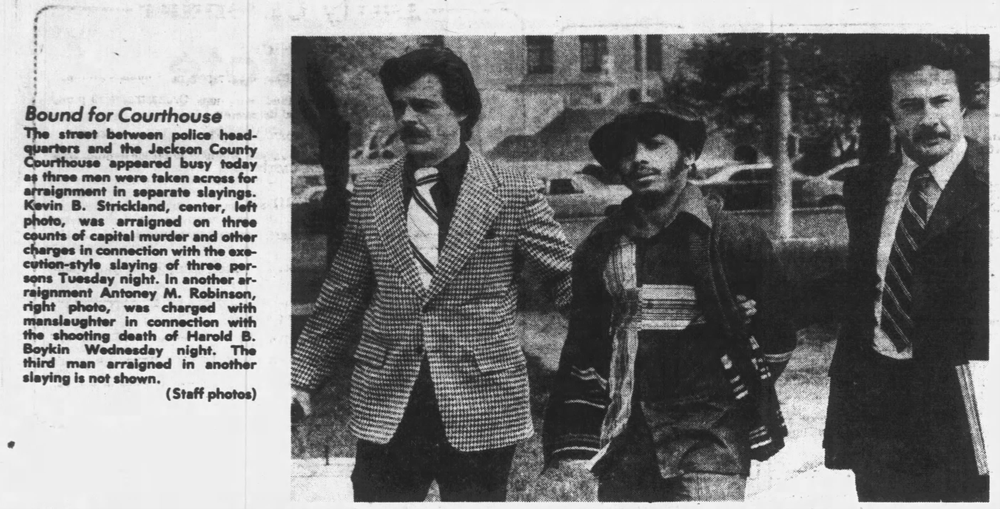 Bound for Courthouse
The street between police head-
quarters and the Jackson County
Courthouse appeared busy today
as three men were taken across for
arraignment in separate slayings.
Kevin B. Strickland, center, left
photo, was arraigned on three
counts of capital murder and other
charges in connection with the exe-
cution-style slaying of three per-
sons Tuesday night. In another ar-
raignment Antoney M. Robinson,
right photo, was charged with
manslaughter in connection with
the shooting death of Harold B.
Boykin Wednesday night. The
third man arraigned in another
slaying is not shown.
(Staff photos)